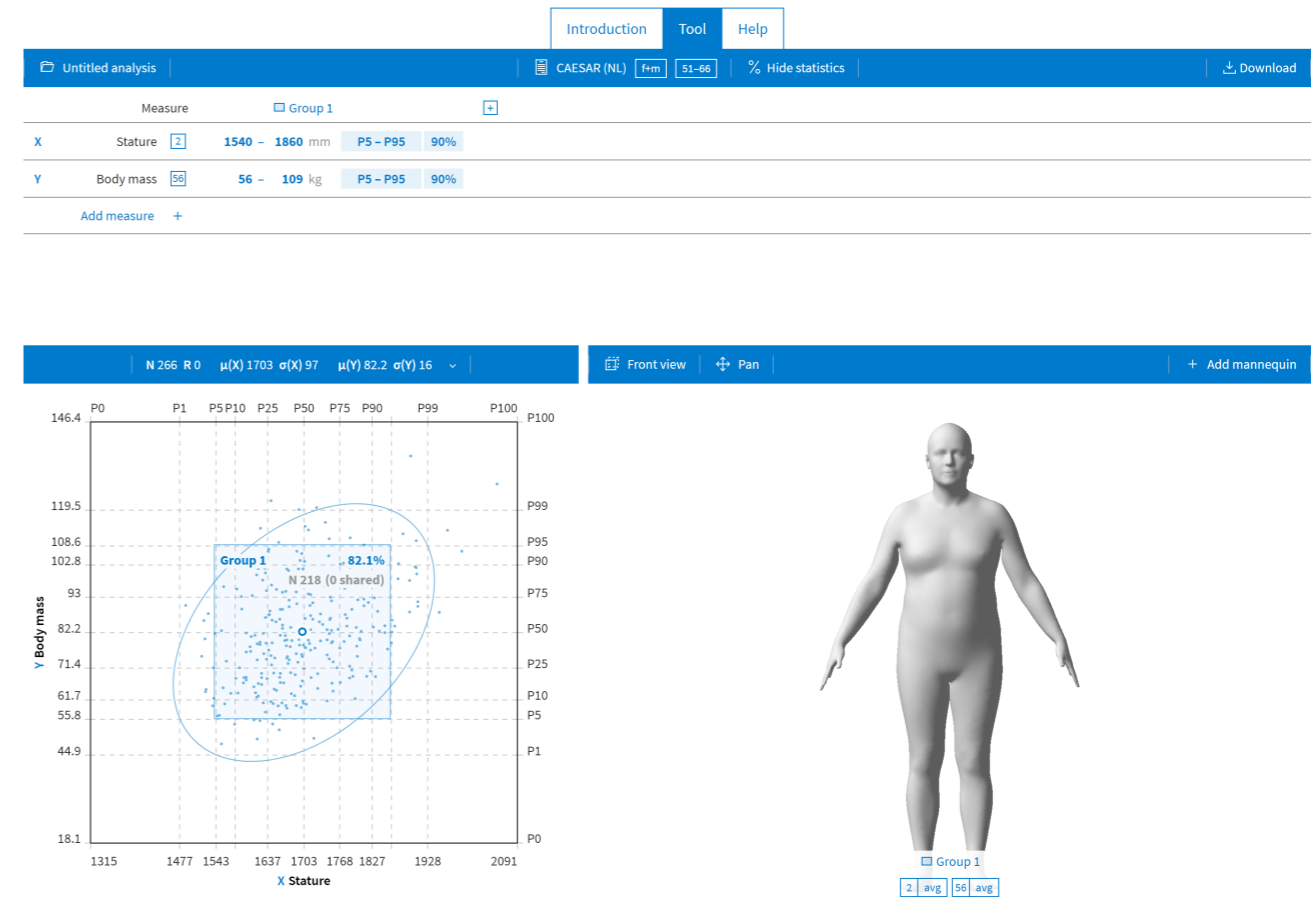 Introduction Tool Help
Untitled analysis CAESAR (NL) f+m 51–66 Hide statistics Download
Measure Group 1 +
X Stature 2 1540 – 1860 mm P5 – P95 90%
Y Body mass 56 56 – 109 kg P5 – P95 90%
Add measure +
N 266 R 0 μ(X) 1703 σ(X) 97 μ(Y) 82.2 σ(Y) 16
Front view Pan + Add mannequin
P0 P1 P5 P10 P25 P50 P75 P90 P99 P100
146.4 P100
119.5 P99
108.6 P95
102.8 Group 1 82.1% P90
N 218 (0 shared)
93 P75
82.2 P50
71.4 P25
61.7 P10
55.8 P5
44.9 P1
18.1 P0
Y Body mass
1315 1477 1543 1637 1703 1768 1827 1928 2091
X Stature
Group 1
2 avg 56 avg